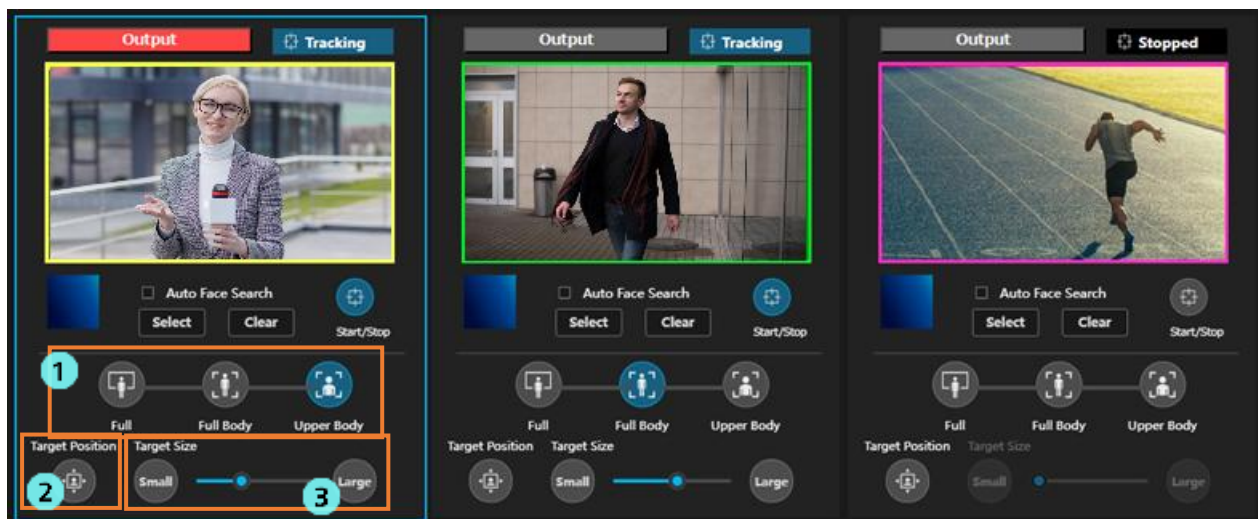 Output Tracking
Auto Face Search
Select Clear
Start/Stop
1
Full Full Body Upper Body
Target Position Target Size
2
Small Large
3
Output Tracking
Auto Face Search
Select Clear
Start/Stop
Full Full Body Upper Body
Target Position Target Size
Small Large
Output Stopped
Auto Face Search
Select Clear
Start/Stop
Full Full Body Upper Body
Target Position Target Size
Small Large